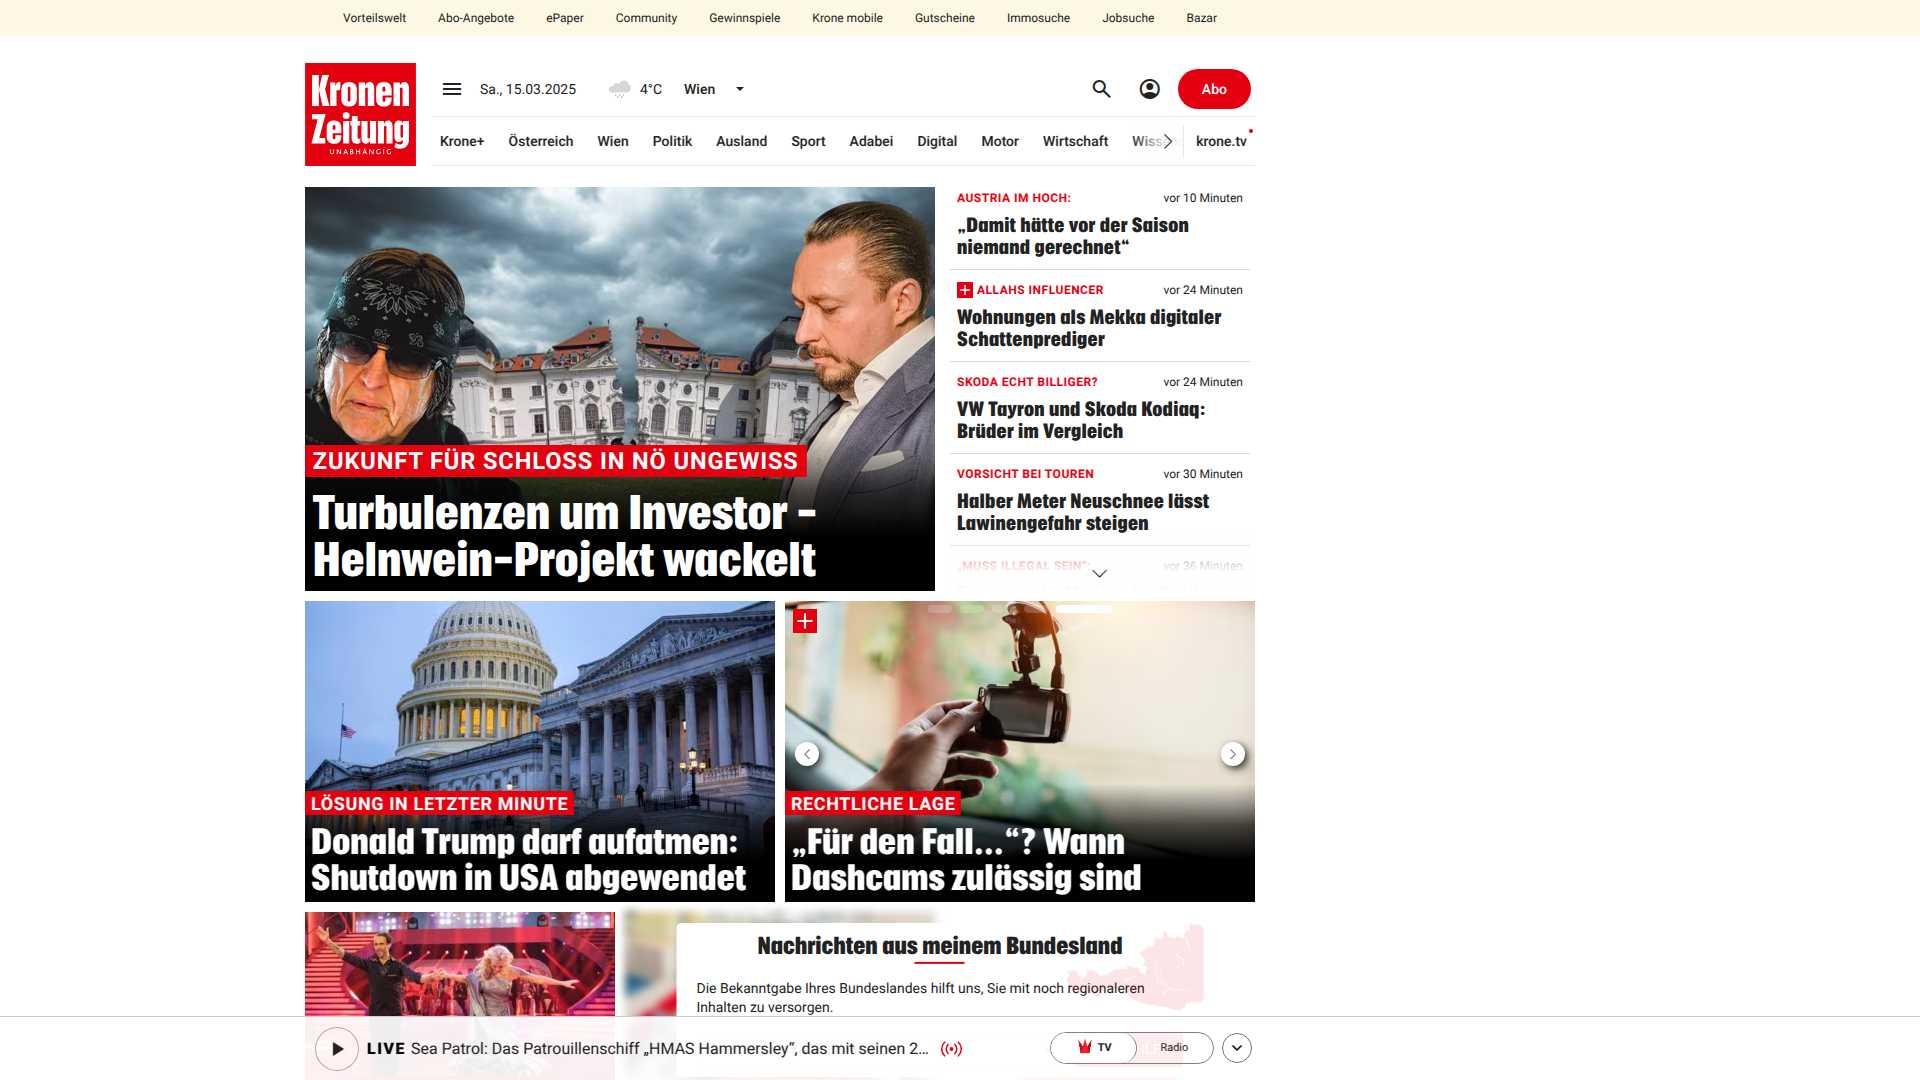 Vorteilswelt Abo-Angebote ePaper Community Gewinnspiele Krone mobile Gutscheine Immosuche Jobsuche Bazar
Kronen
Zeitung
UNABHÄNGIG
Sa., 15.03.2025 4°C Wien
Abo
Krone+ Österreich Wien Politik Ausland Sport Adabei Digital Motor Wirtschaft krone.tv
ZUKUNFT FÜR SCHLOSS IN NÖ UNGEWISS
Turbulenzen um Investor –
Helnwein-Projekt wackelt
AUSTRIA IM HOCH: vor 10 Minuten
„Damit hätte vor der Saison
niemand gerechnet“
ALLAHS INFLUENCER vor 24 Minuten
Wohnungen als Mekka digitaler
Schattenprediger
SKODA ECHT BILLIGER? vor 24 Minuten
VW Tayron und Skoda Kodiaq:
Brüder im Vergleich
VORSICHT BEI TOUREN vor 30 Minuten
Halber Meter Neuschnee lässt
Lawinengefahr steigen
„MUSS ILLEGAL SEIN“: vor 36 Minuten
LÖSUNG IN LETZTER MINUTE
Donald Trump darf aufatmen:
Shutdown in USA abgewendet
RECHTLICHE LAGE
„Für den Fall...“? Wann
Dashcams zulässig sind
Nachrichten aus meinem Bundesland
Die Bekanntgabe Ihres Bundeslandes hilft uns, Sie mit noch regionaleren
Inhalten zu versorgen.
LIVE Sea Patrol: Das Patrouillenschiff „HMAS Hammersley“, das mit seinen 2...
TV Radio